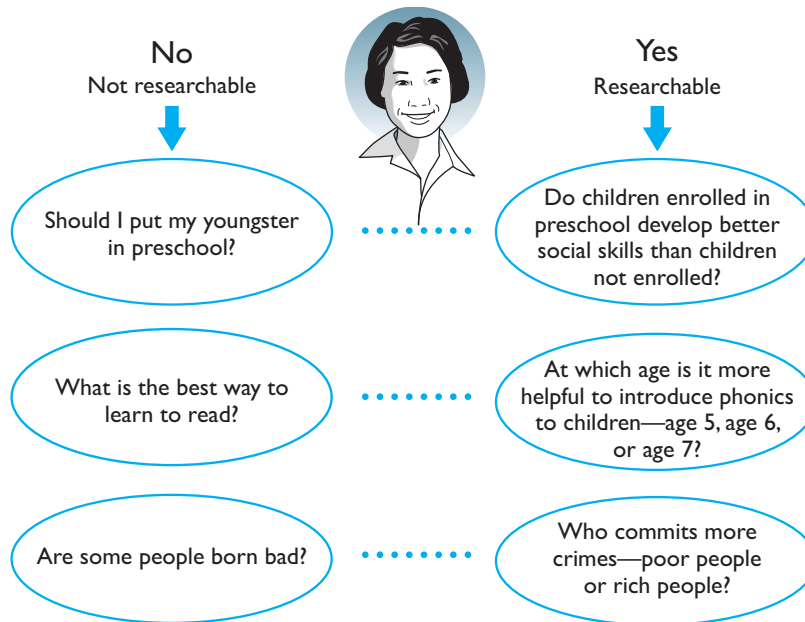 No
Not researchable
Yes
Researchable
Should I put my youngster
in preschool?
Do children enrolled in
preschool develop better
social skills than children
not enrolled?
What is the best way to
learn to read?
At which age is it more
helpful to introduce phonics
to children—age 5, age 6,
or age 7?
Are some people born bad?
Who commits more
crimes—poor people
or rich people?